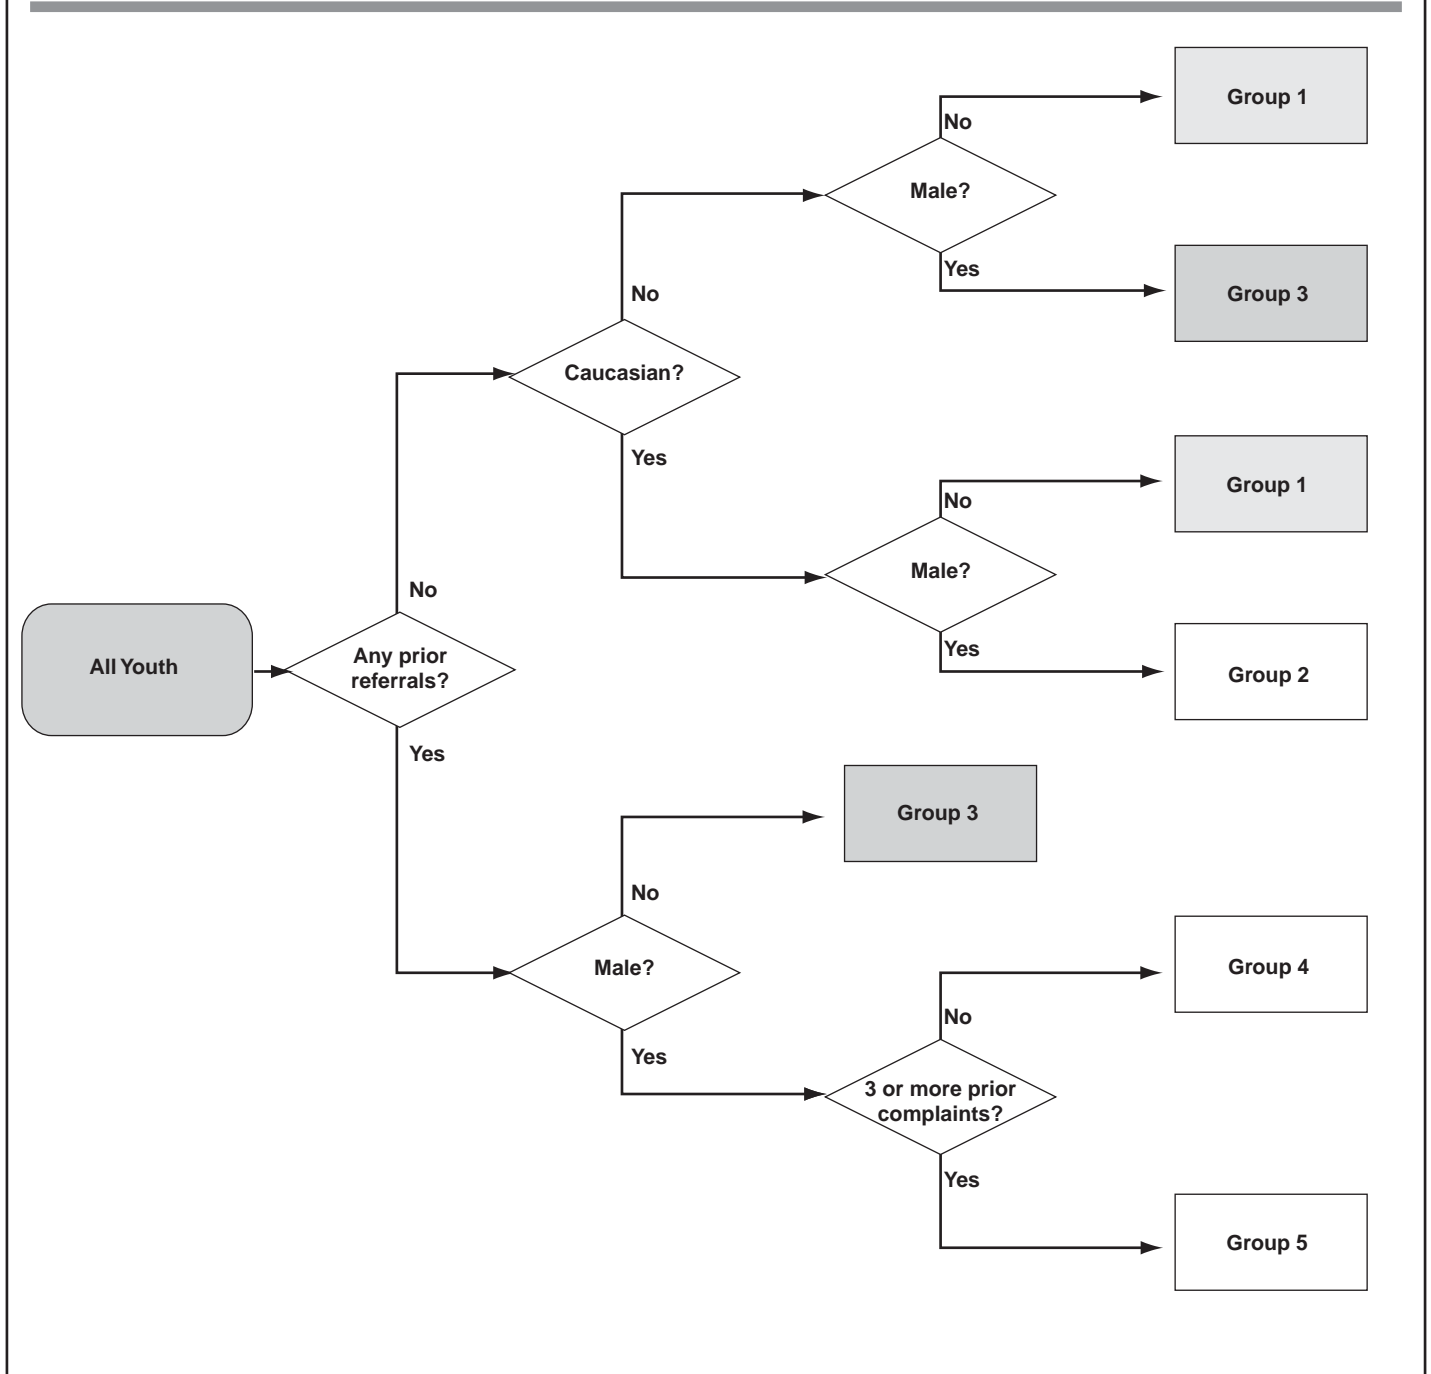 Group 1
No
Male?
Yes
Group 3
No
Caucasian?
Yes
Group 1
No
Male?
Yes
Group 2
No
All Youth
Any prior
referrals?
Yes
Group 3
No
Male?
Yes
Group 4
No
3 or more prior
complaints?
Yes
Group 5